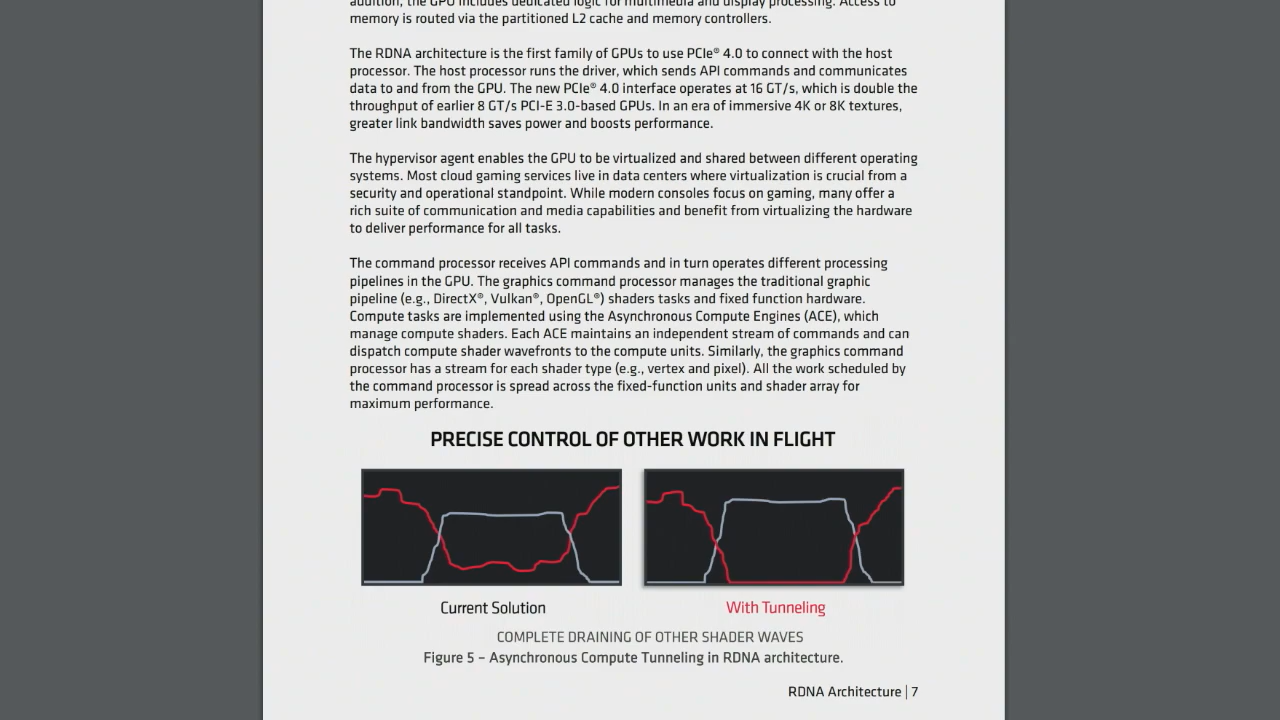 addition, the GPU includes dedicated logic for multimedia and display processing. Access to
memory is routed via the partitioned L2 cache and memory controllers.
The RDNA architecture is the first family of GPUs to use PCIe® 4.0 to connect with the host
processor. The host processor runs the driver, which sends API commands and communicates
data to and from the GPU. The new PCIe® 4.0 interface operates at 16 GT/s, which is double the
throughput of earlier 8 GT/s PCI-E 3.0-based GPUs. In an era of immersive 4K or 8K textures,
greater link bandwidth saves power and boosts performance.
The hypervisor agent enables the GPU to be virtualized and shared between different operating
systems. Most cloud gaming services live in data centers where virtualization is crucial from a
security and operational standpoint. While modern consoles focus on gaming, many offer a
rich suite of communication and media capabilities and benefit from virtualizing the hardware
to deliver performance for all tasks.
The command processor receives API commands and in turn operates different processing
pipelines in the GPU. The graphics command processor manages the traditional graphic
pipeline (e.g., DirectX®, Vulkan®, OpenGL®) shaders tasks and fixed function hardware.
Compute tasks are implemented using the Asynchronous Compute Engines (ACE), which
manage compute shaders. Each ACE maintains an independent stream of commands and can
dispatch compute shader wavefronts to the compute units. Similarly, the graphics command
processor has a stream for each shader type (e.g., vertex and pixel). All the work scheduled by
the command processor is spread across the fixed-function units and shader array for
maximum performance.
PRECISE CONTROL OF OTHER WORK IN FLIGHT
Current Solution
With Tunneling
COMPLETE DRAINING OF OTHER SHADER WAVES
Figure 5 – Asynchronous Compute Tunneling in RDNA architecture.
RDNA Architecture | 7